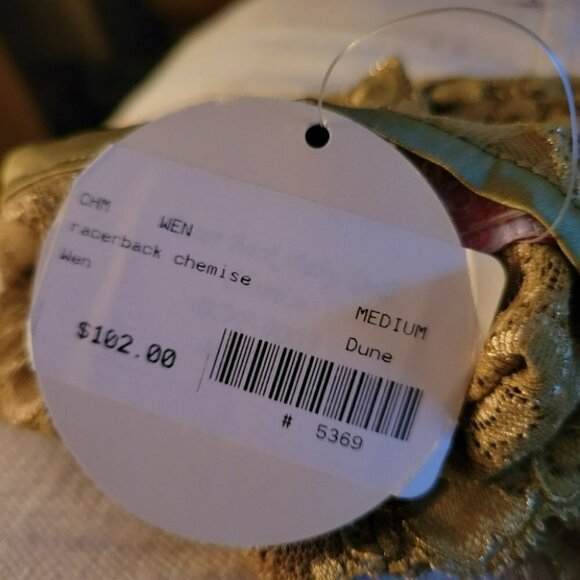 CHM WEN
racerback chemise
Wen
MEDIUM
$102.00 Dune
# 5369